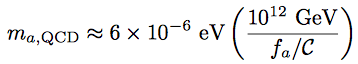 m_{a,QCD} ≈ 6 × 10^{-6} eV (10^{12} GeV / f_a/𝒞)